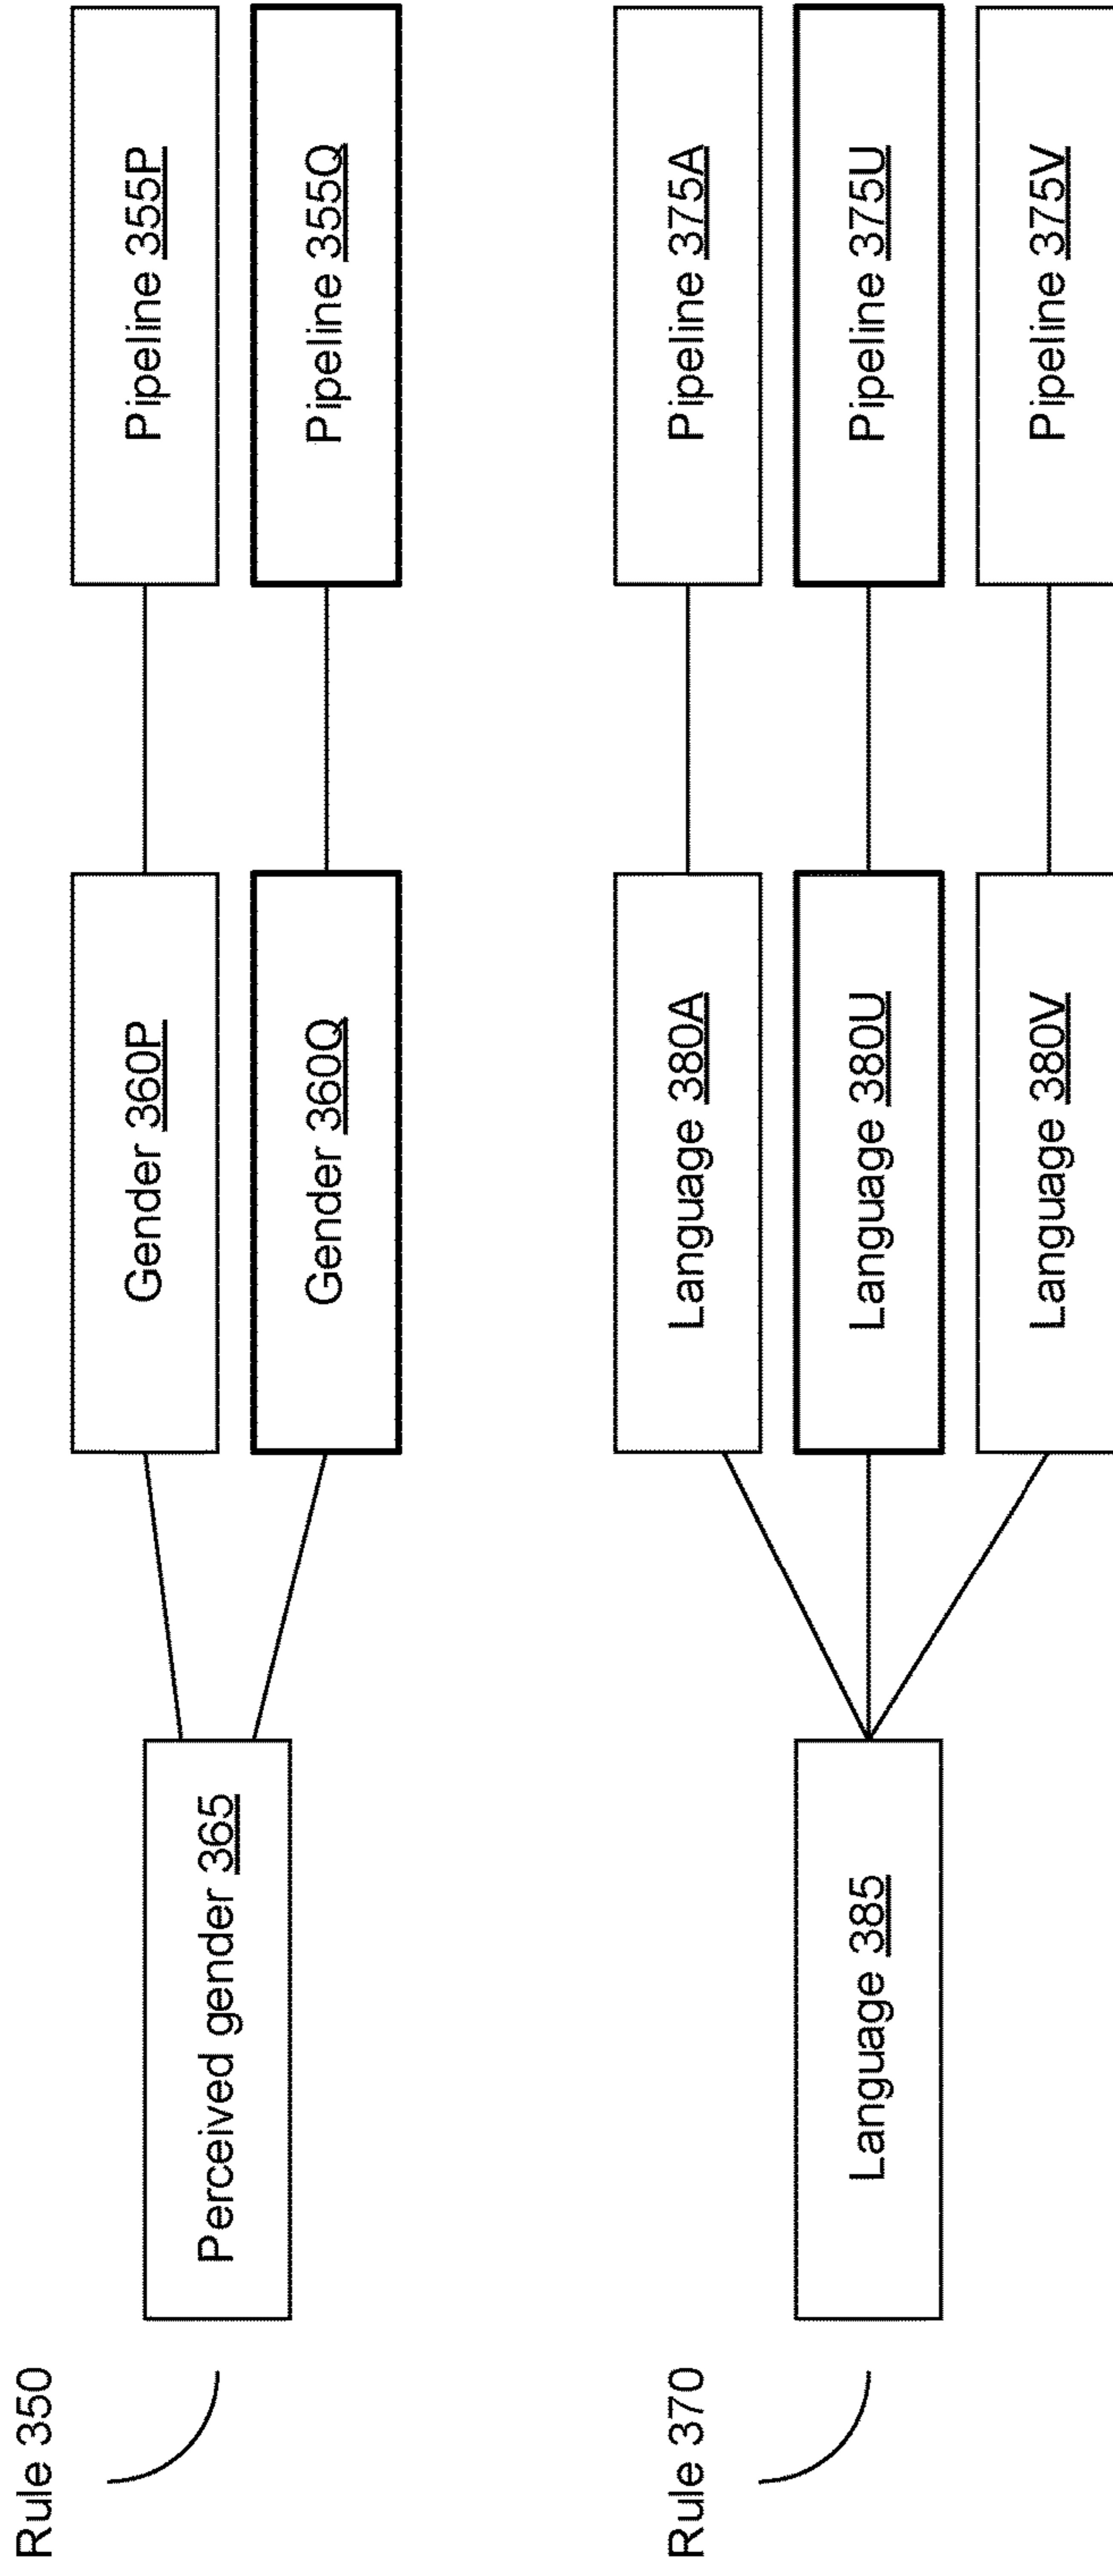 Rule 350
Perceived gender 365
Gender 360P
Pipeline 355P
Gender 360Q
Pipeline 355Q
Rule 370
Language 385
Language 380A
Pipeline 375A
Language 380U
Pipeline 375U
Language 380V
Pipeline 375V